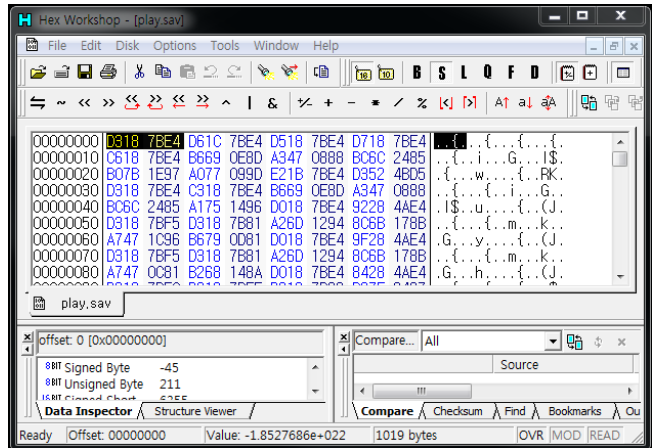 Hex Workshop - [play.sav]
File Edit Disk Options Tools Window Help
B S L Q F D
& + - * / % A↑ a↓
00000000 D318 7BE4 D61C 7BE4 D518 7BE4 D718 7BE4 ..{...{...{...{.
00000010 C618 7BE4 B669 0E8D A347 0888 BC6C 2485 ..{..i...G...l$.
00000020 B07B 1E97 A077 099D E21B 7BE4 D352 4BD5 .{...w....{..RK.
00000030 D318 7BE4 C318 7BE4 B669 0E8D A347 0888 ..{...{..i...G..
00000040 BC6C 2485 A175 1496 D018 7BE4 9228 4AE4 .l$..u....{..(J.
00000050 D318 7BF5 D318 7B81 A26D 1294 8C6B 178B ..{...{..m...k..
00000060 A747 1C96 B679 0D81 D018 7BE4 9F28 4AE4 .G...y....{..(J.
00000070 D318 7BF5 D318 7B81 A26D 1294 8C6B 178B ..{...{..m...k..
00000080 A747 0C81 B268 148A D018 7BE4 8428 4AE4 .G...h....{..(J.
play.sav
offset: 0 [0x00000000]
8BIT Signed Byte -45
8BIT Unsigned Byte 211
Data Inspector Structure Viewer
Compare... All
Source
Compare Checksum Find Bookmarks Ou
Ready Offset: 00000000 Value: -1.8527686e+022 1019 bytes OVR MOD READ